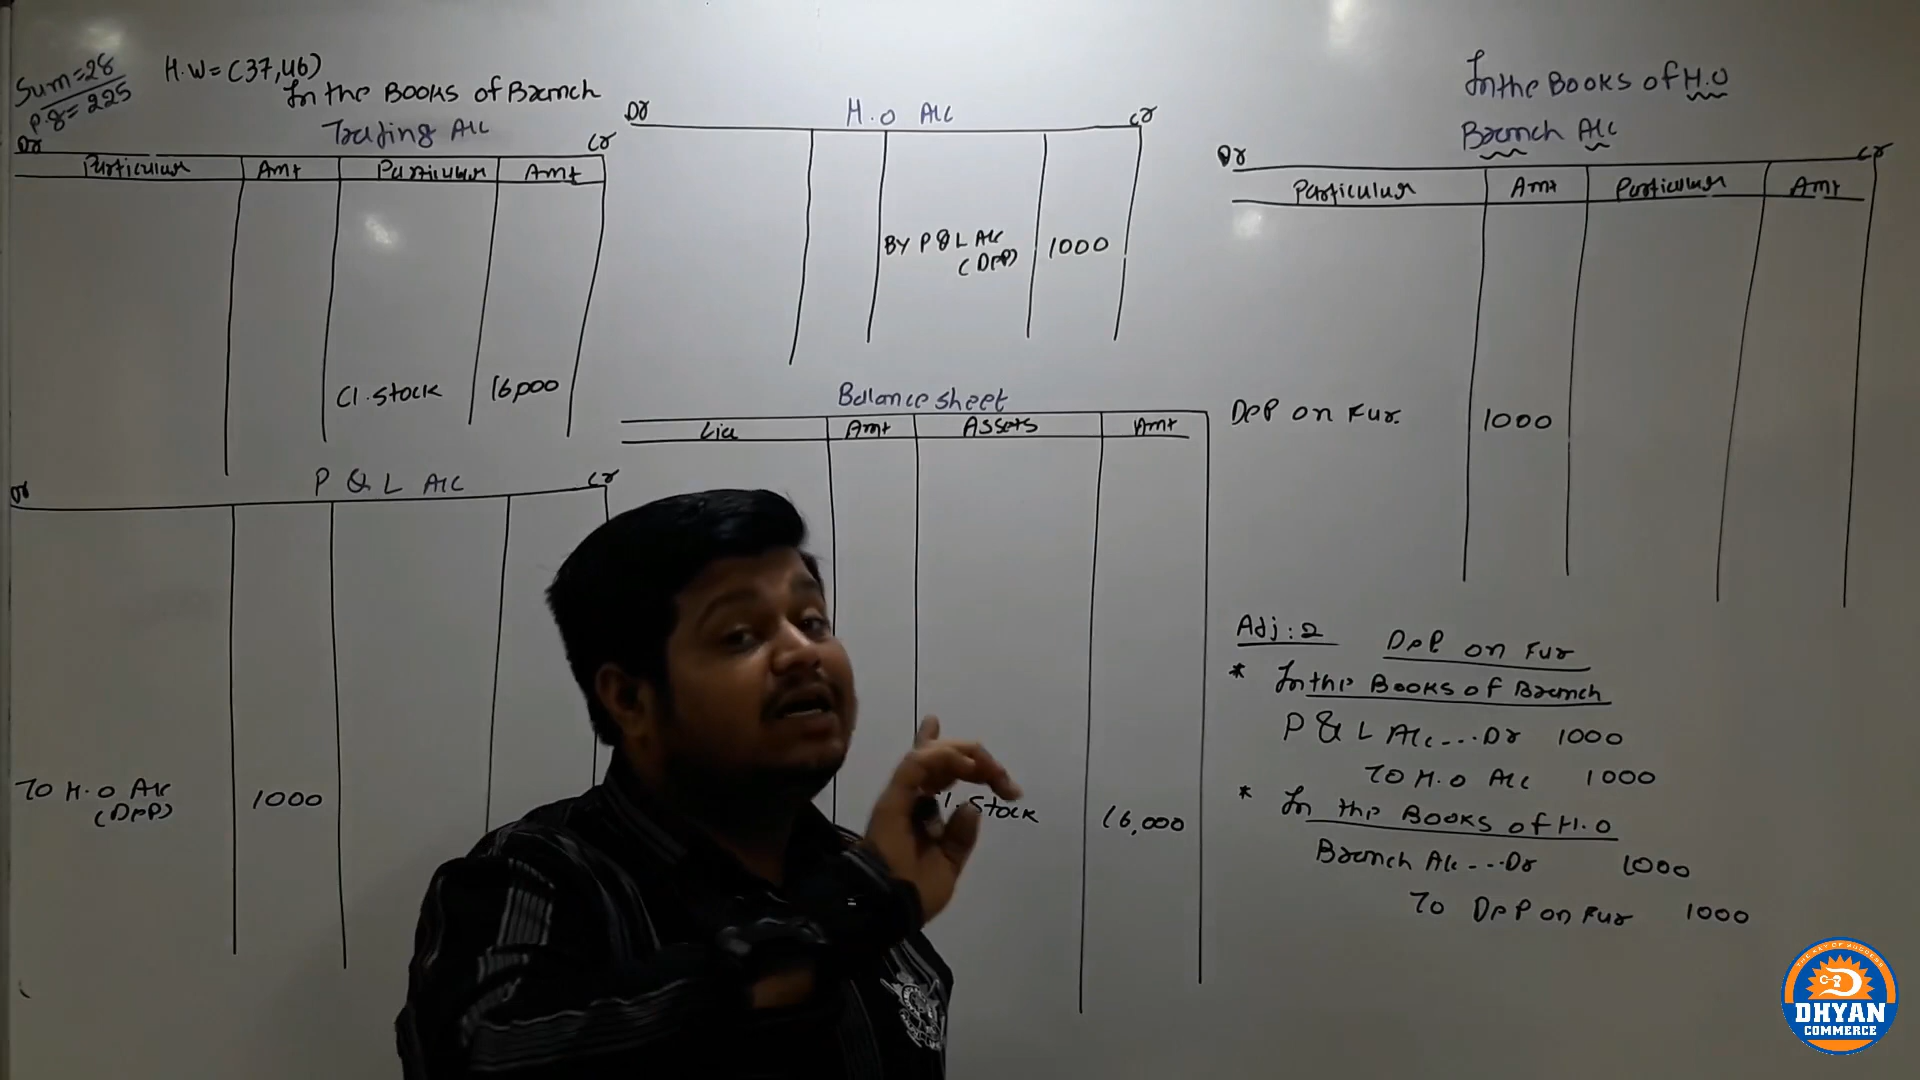 Sum=28
P.g=225
H.W=(37,46)
In the Books of Branch
Trading A/c
Dr
Cr
Particular Amt Particular Amt
Cl.stock 16,000
P & L A/c
Dr
Cr
To H.O A/c 1000
(Dep)
H.O A/c
Dr
Cr
BY P & L A/c 1000
(Dep)
Balance sheet
Lia Amt Assets Amt
Stock 16,000
In the Books of H.O
Branch A/c
Dr
Cr
Particular Amt Particular Amt
Dep on Fur. 1000
Adj:2 Dep on Fur
* In the Books of Branch
P & L A/c...Dr 1000
To H.O A/c 1000
* In the Books of H.O
Branch A/c...Dr 1000
To Dep on Fur 1000
DHYAN
COMMERCE